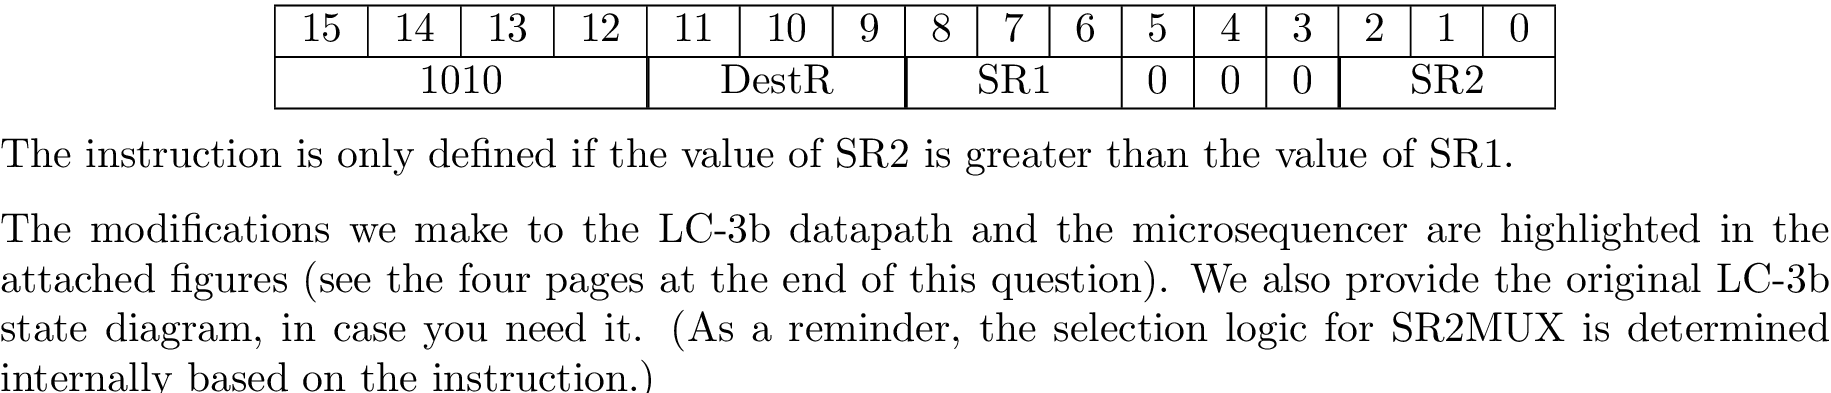 15 14 13 12 11 10 9 8 7 6 5 4 3 2 1 0
1010 DestR SR1 0 0 0 SR2
The instruction is only defined if the value of SR2 is greater than the value of SR1.
The modifications we make to the LC-3b datapath and the microsequencer are highlighted in the
attached figures (see the four pages at the end of this question). We also provide the original LC-3b
state diagram, in case you need it. (As a reminder, the selection logic for SR2MUX is determined
internally based on the instruction.)